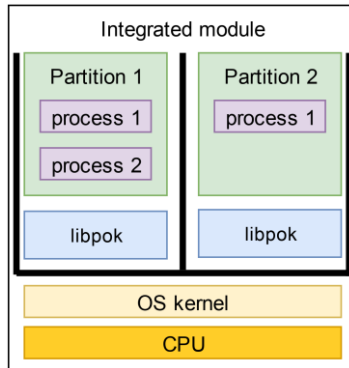 Integrated module
Partition 1
process 1
process 2
libpok
Partition 2
process 1
libpok
OS kernel
CPU